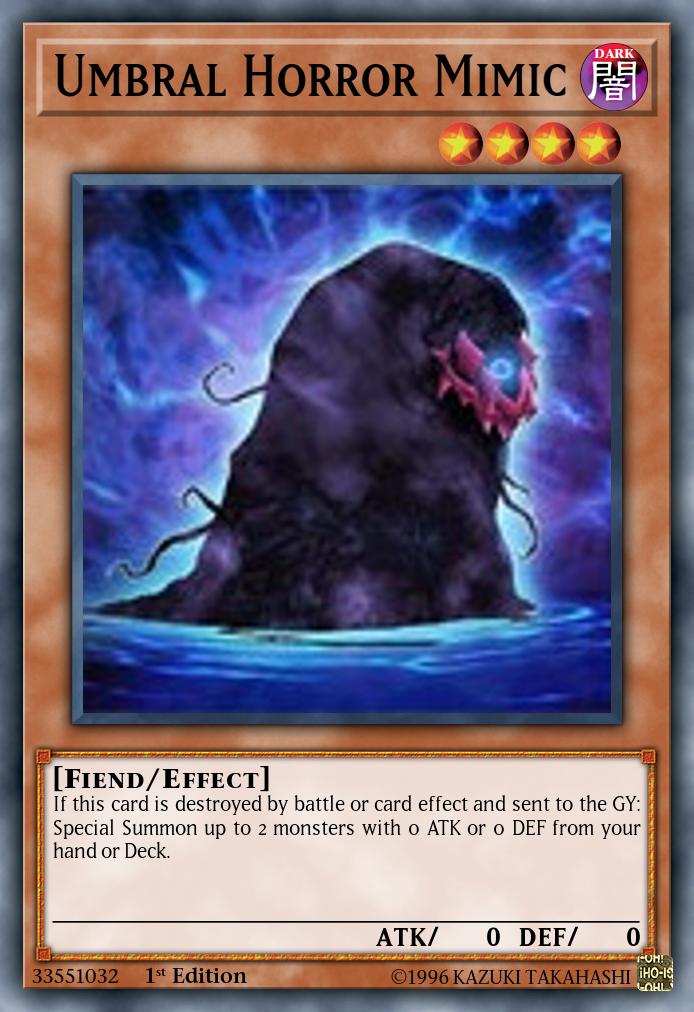 UMBRAL HORROR MIMIC
DARK
闇
[FIEND/EFFECT]
If this card is destroyed by battle or card effect and sent to the GY:
Special Summon up to 2 monsters with 0 ATK or 0 DEF from your
hand or Deck.
ATK/ 0 DEF/ 0
33551032 1st Edition ©1996 KAZUKI TAKAHASHI